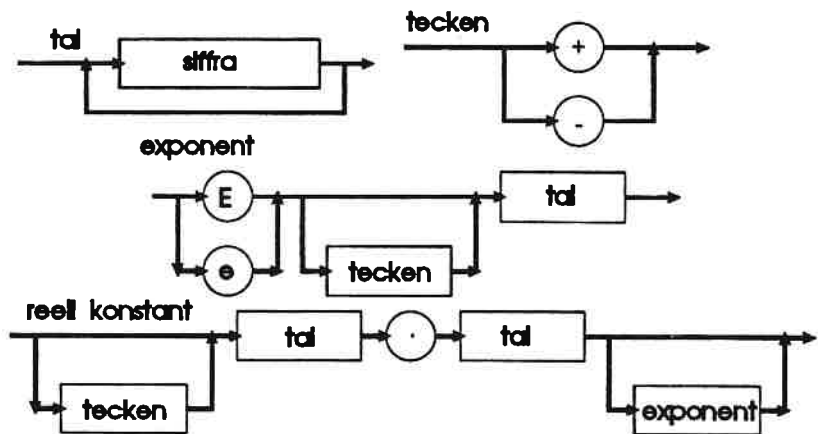 tal
tecken
siffra
+
-
exponent
E
tal
e
tecken
reell konstant
tal
.
tal
tecken
exponent